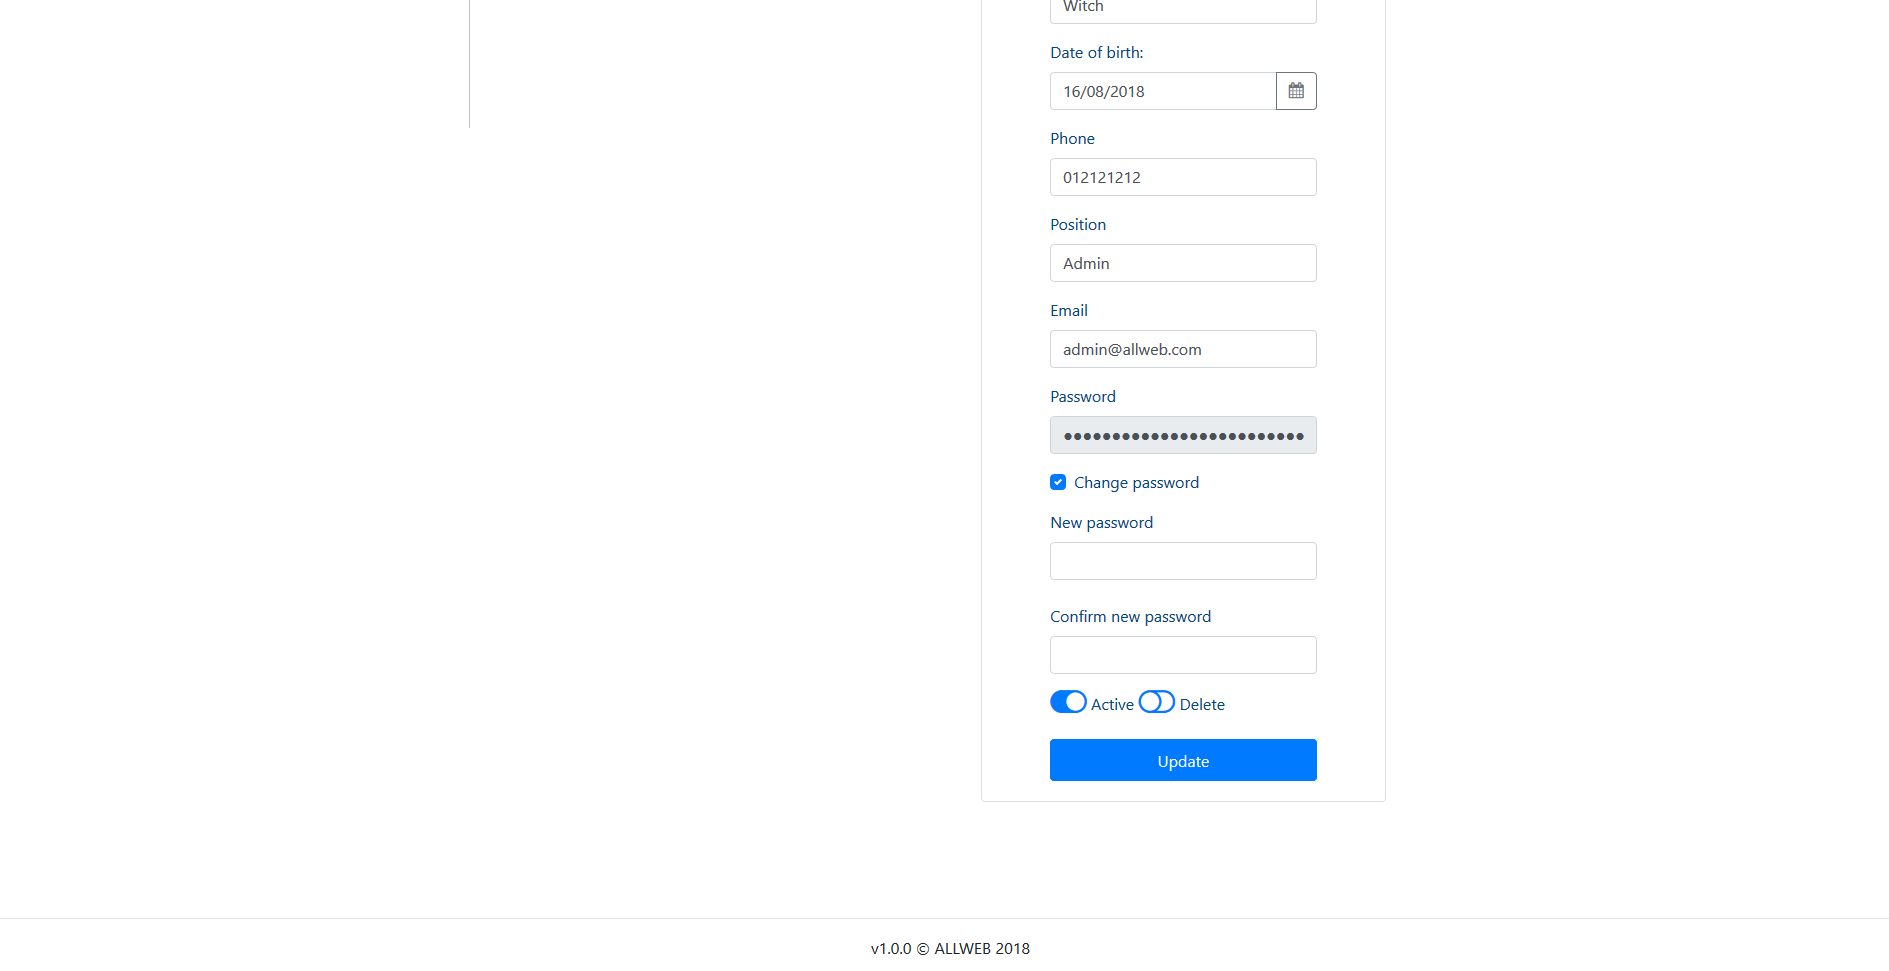 Witch
Date of birth:
16/08/2018
Phone
012121212
Position
Admin
Email
admin@allweb.com
Password
●●●●●●●●●●●●●●●●●●●●●●●●●
Change password
New password
Confirm new password
Active Delete
Update
v1.0.0 © ALLWEB 2018